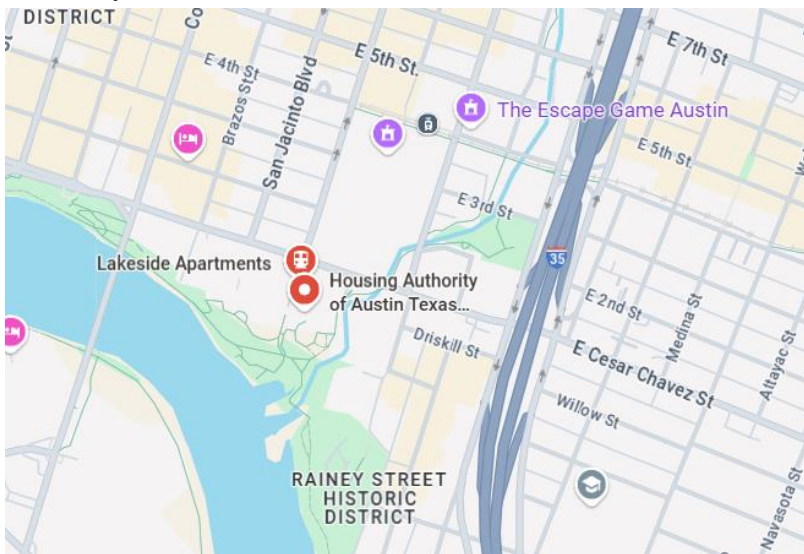 DISTRICT
Co
St
E 4th St
E 5th St.
E 7th St
Brazos St
San Jacinto Blvd
The Escape Game Austin
E 5th St.
E 3rd St
Lakeside Apartments
Housing Authority
of Austin Texas...
35
E 2nd St
Medina St
Driskill St
E Cesar Chavez St
Attayac St
Willow St
RAINEY STREET
HISTORIC
DISTRICT
Navasota St